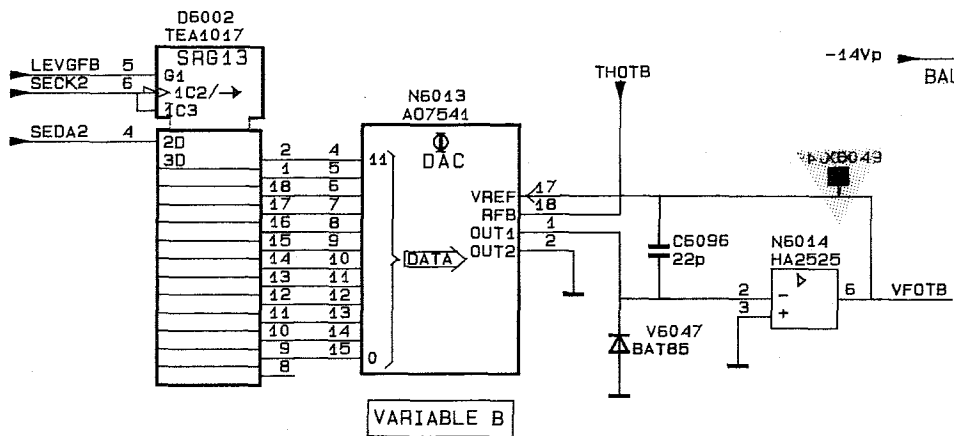 D6002
TEA1017
SRG13
LEVGFB 5
G1
SECK2 6
1C2/→
1C3
SEDA2 4
2D
3D
N6013
AD7541
Φ
DAC
2 4
11
1 5
18 6
17 7
16 8
15 9
14 10
13 11
12 12
11 13
10 14
9 15
0
8
DATA
VREF 17
RFB 18
OUT1 1
OUT2 2
THOTB
-14Vp
BAL
X6049
C6096
22p
N6014
HA2525
2 -
3 +
6
VFOTB
V6047
BAT85
VARIABLE B